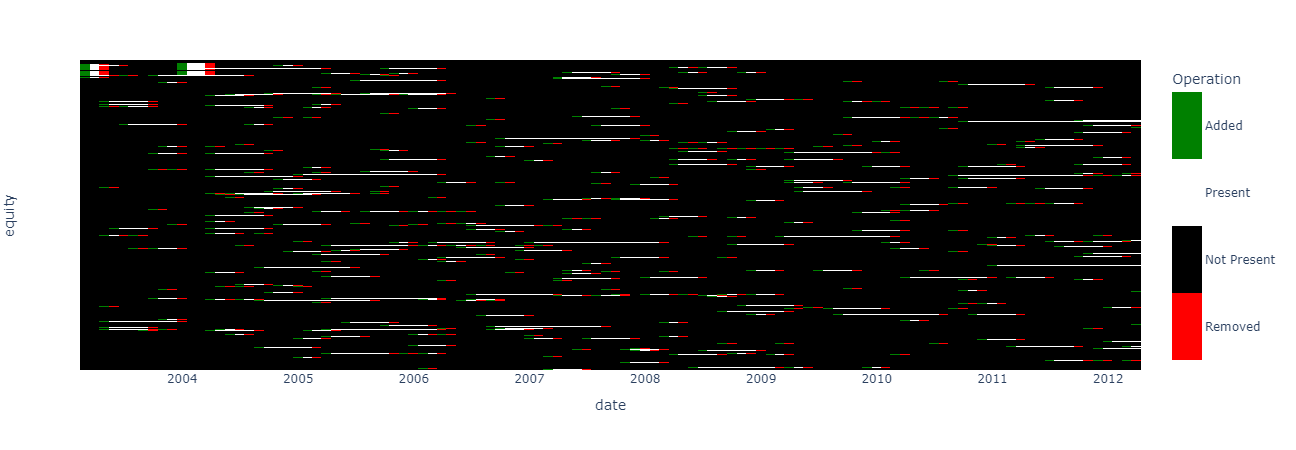 Operation
Added
Present
Not Present
Removed
equity
2004 2005 2006 2007 2008 2009 2010 2011 2012
date